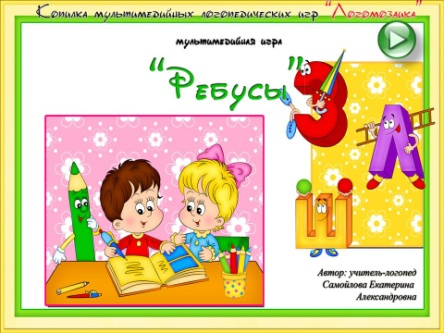 Копилка мультимедийных логопедических игр "Логомозаика"
мультимедийная игра
"Ребусы"
З
Л
Ш
Автор: учитель-логопед
Самойлова Екатерина
Александровна